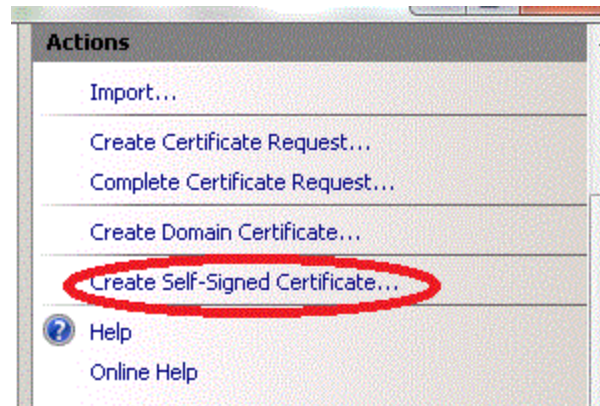 Actions
Import...
Create Certificate Request...
Complete Certificate Request...
Create Domain Certificate...
Create Self-Signed Certificate...
Help
Online Help